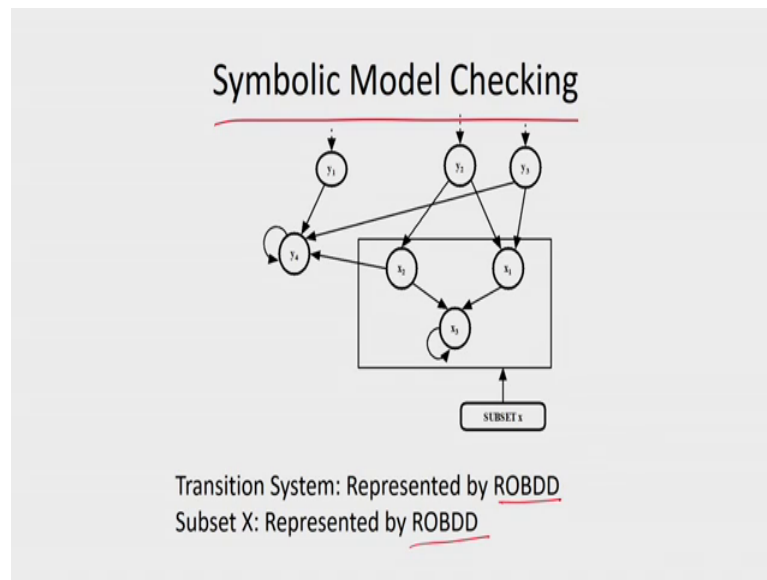 Symbolic Model Checking
y₁
y₂
y₃
y₄
x₂
x₁
x₃
SUBSET x
Transition System: Represented by ROBDD
Subset X: Represented by ROBDD